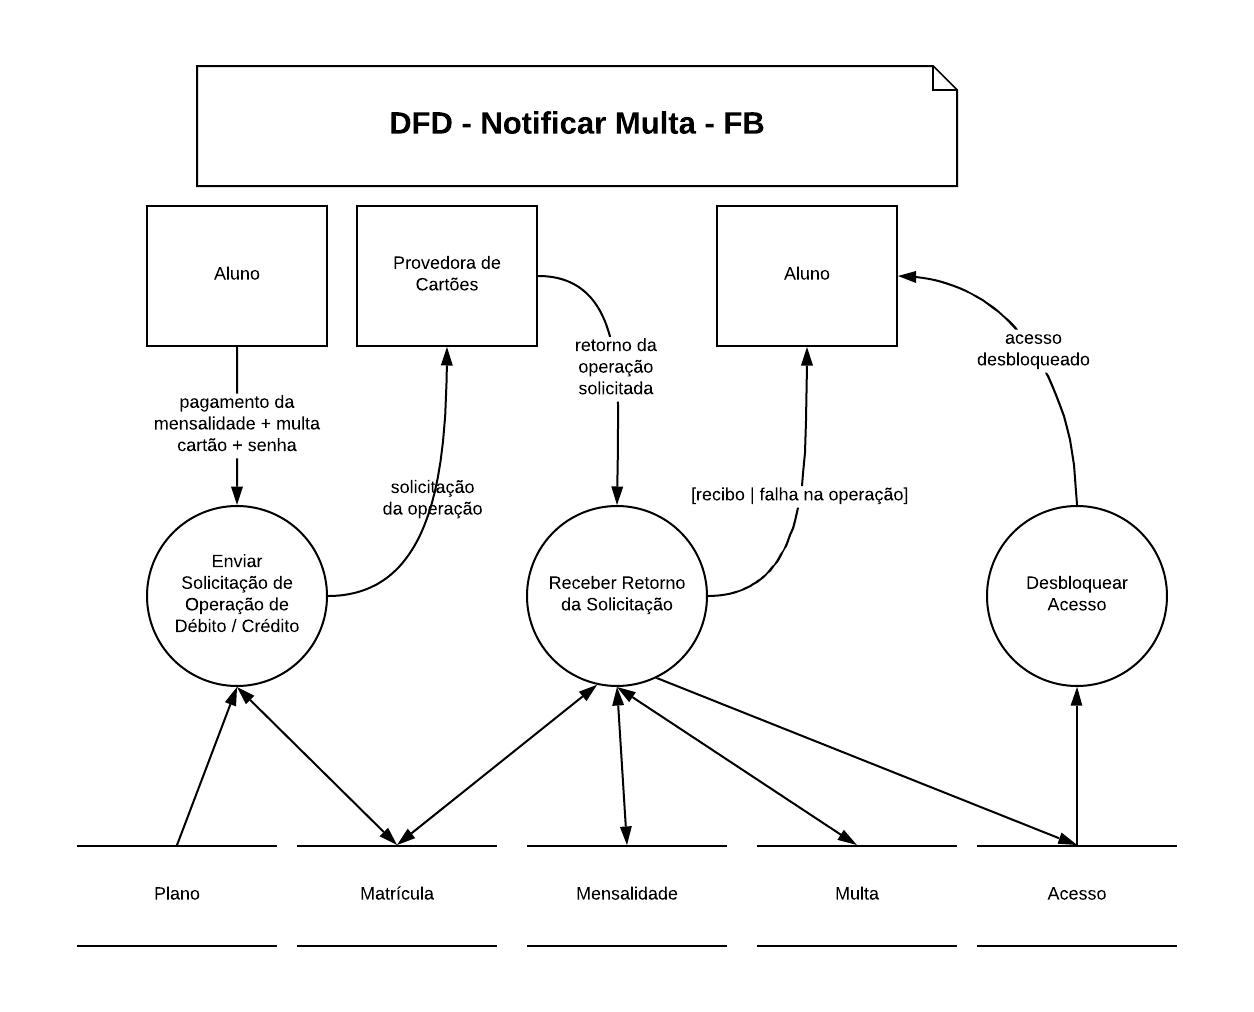 DFD - Notificar Multa - FB
Aluno
Provedora de
Cartões
Aluno
acesso
desbloqueado
retorno da
operação
solicitada
pagamento da
mensalidade + multa
cartão + senha
solicitação
da operação
[recibo | falha na operação]
Enviar
Solicitação de
Operação de
Débito / Crédito
Receber Retorno
da Solicitação
Desbloquear
Acesso
Plano
Matrícula
Mensalidade
Multa
Acesso